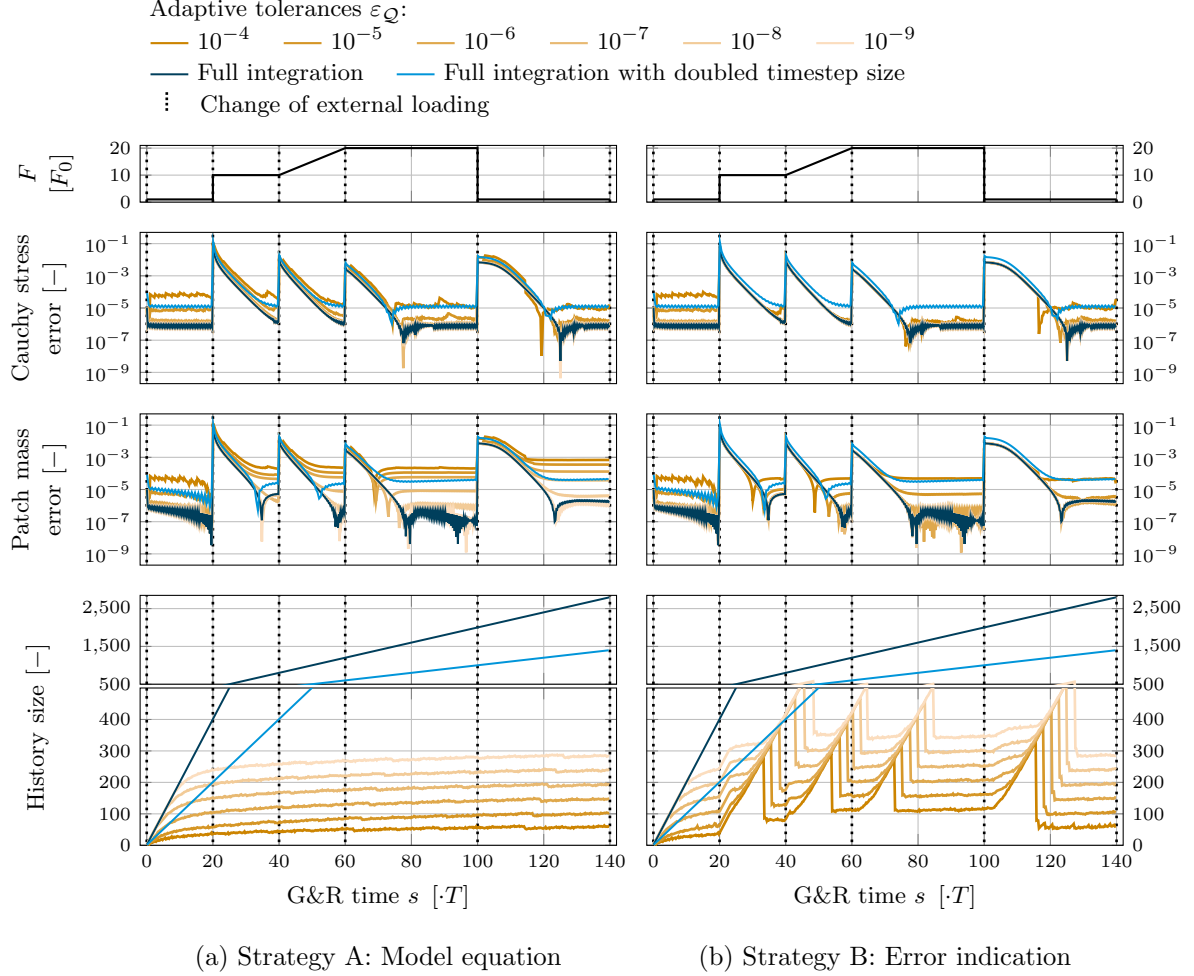 Adaptive tolerances ε_Q:
10⁻⁴ 10⁻⁵ 10⁻⁶ 10⁻⁷ 10⁻⁸ 10⁻⁹
Full integration Full integration with doubled timestep size
Change of external loading
F
[F₀]
20
10
0
20
10
0
Cauchy stress
error [−]
10⁻¹
10⁻³
10⁻⁵
10⁻⁷
10⁻⁹
10⁻¹
10⁻³
10⁻⁵
10⁻⁷
10⁻⁹
Patch mass
error [−]
10⁻¹
10⁻³
10⁻⁵
10⁻⁷
10⁻⁹
10⁻¹
10⁻³
10⁻⁵
10⁻⁷
10⁻⁹
History size [−]
2,500
1,500
500
2,500
1,500
500
400
300
200
100
0
400
300
200
100
0
0 20 40 60 80 100 120 140
0 20 40 60 80 100 120 140
G&R time s [·T]
G&R time s [·T]
(a) Strategy A: Model equation
(b) Strategy B: Error indication